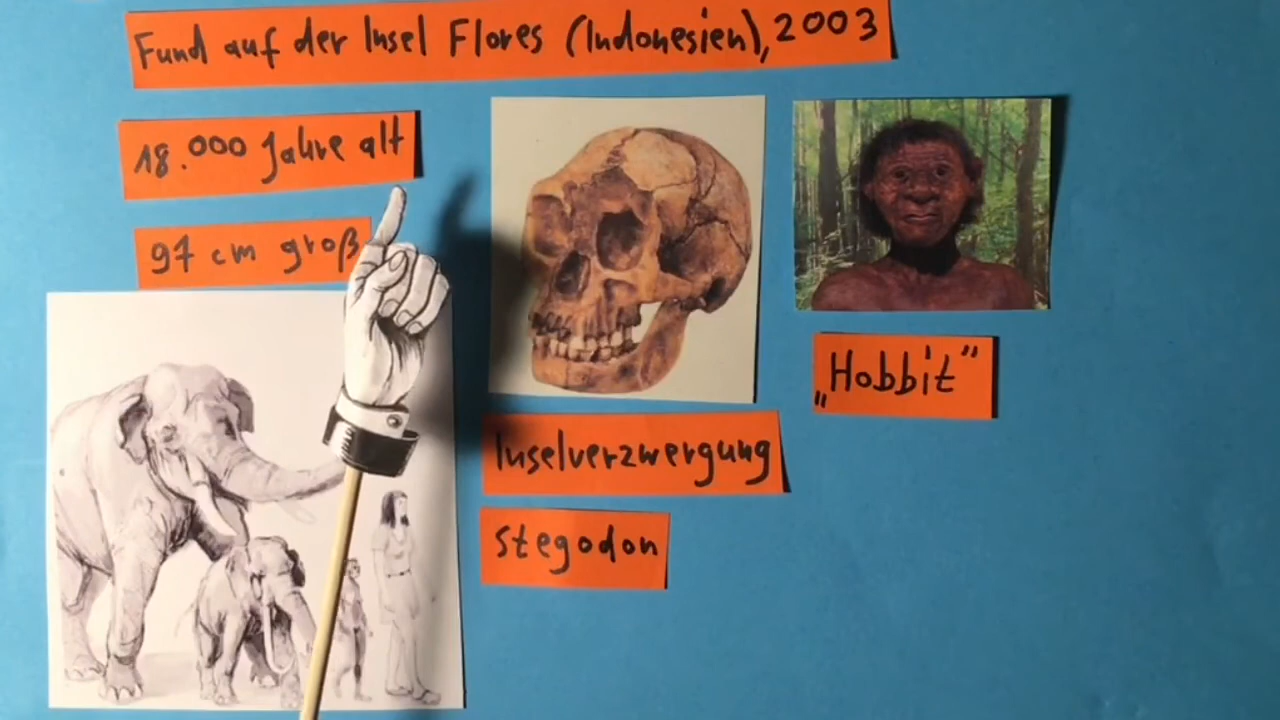 Fund auf der Insel Flores (Indonesien), 2003
18.000 Jahre alt
97 cm groß
„Hobbit”
Inselverzwergung
Stegodon